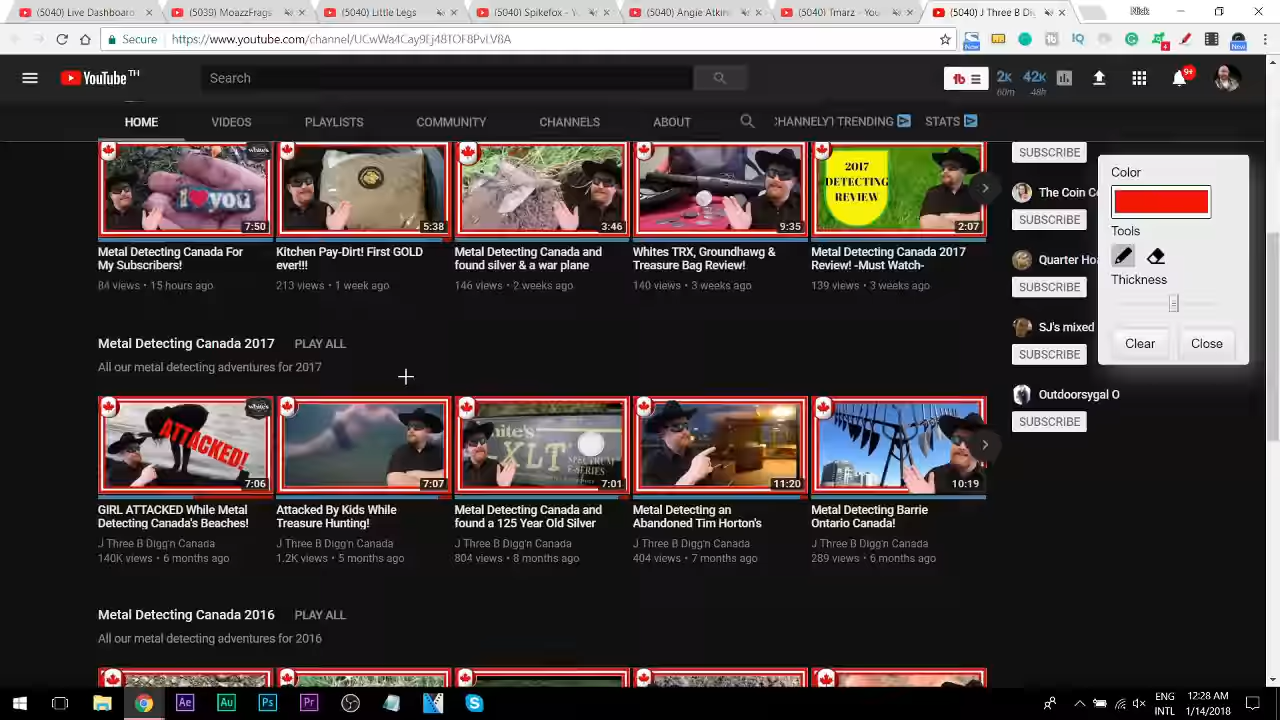 (5040) Live Dashboard
(5039) MoazzFrags
(5040) Little Legs
(5040) Spikefox - Y
(5040) Angie Atkin
(5040) Tmarz - You
(5040) J Three B Di
Secure
https://www.youtube.com/channel/UCwWa4Cay9Ej48TOF8PvLV8A
YouTube TH
Search
2K
60m
42K
48h
9+
HOME
VIDEOS
PLAYLISTS
COMMUNITY
CHANNELS
ABOUT
CHANNELYTI TRENDING
STATS
I you
7:50
5:38
3:46
9:35
2017
DETECTING
REVIEW
2:07
Metal Detecting Canada For
My Subscribers!
84 views • 15 hours ago
Kitchen Pay-Dirt! First GOLD
ever!!!
213 views • 1 week ago
Metal Detecting Canada and
found silver & a war plane
146 views • 2 weeks ago
Whites TRX, Groundhawg &
Treasure Bag Review!
140 views • 3 weeks ago
Metal Detecting Canada 2017
Review! -Must Watch-
139 views • 3 weeks ago
SUBSCRIBE
The Coin C
SUBSCRIBE
Quarter Ho
SUBSCRIBE
SJ's mixed
SUBSCRIBE
Outdoorsygal O
SUBSCRIBE
Color
Tools
Thickness
Clear
Close
Metal Detecting Canada 2017
PLAY ALL
All our metal detecting adventures for 2017
ATTACKED!
White's
7:06
7:07
hite's
XLT
SPECTRUM
E-SERIES
7:01
11:20
10:19
GIRL ATTACKED While Metal
Detecting Canada's Beaches!
J Three B Digg'n Canada
140K views • 6 months ago
Attacked By Kids While
Treasure Hunting!
J Three B Digg'n Canada
1.2K views • 5 months ago
Metal Detecting Canada and
found a 125 Year Old Silver
J Three B Digg'n Canada
804 views • 8 months ago
Metal Detecting an
Abandoned Tim Horton's
J Three B Digg'n Canada
404 views • 7 months ago
Metal Detecting Barrie
Ontario Canada!
J Three B Digg'n Canada
289 views • 6 months ago
Metal Detecting Canada 2016
PLAY ALL
All our metal detecting adventures for 2016
Ae
Au
Ps
Pr
ENG
INTL
12:28 AM
1/14/2018